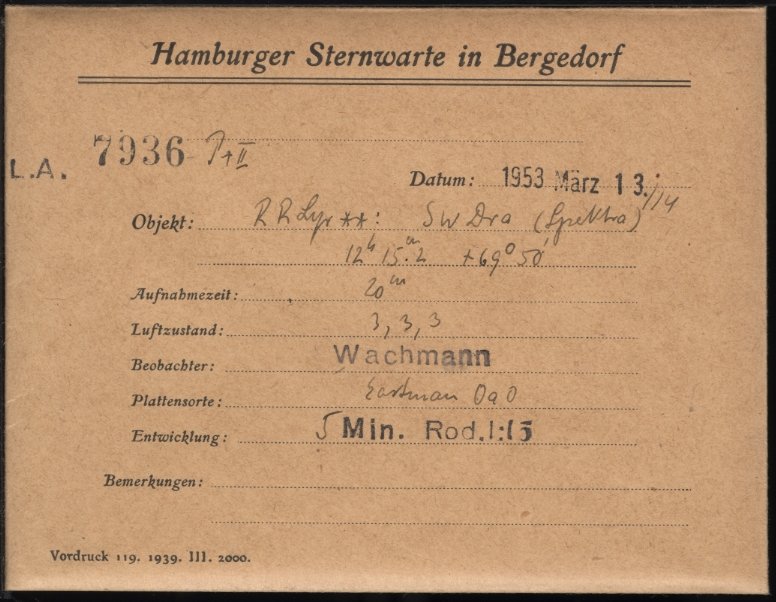 Hamburger Sternwarte in Bergedorf
L.A. 7936 P+II
Datum: 1953 März 13./14
Objekt: RR Lyr **: SW Dra (Spektra)
12ʰ 15ᵐ.2 +69° 50'
Aufnahmezeit: 20ᵐ
Luftzustand: 3, 3, 3
Beobachter: Wachmann
Plattensorte: Eastman OaO
Entwicklung: 5 Min. Rod.1:15
Bemerkungen:
Vordruck 119. 1939. III. 2000.